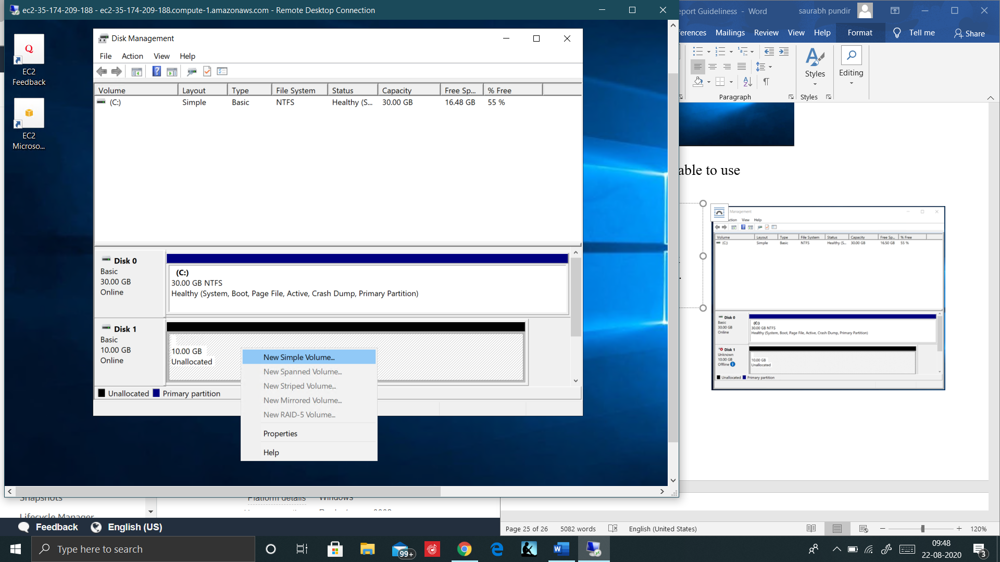 ec2-35-174-209-188 - ec2-35-174-209-188.compute-1.amazonaws.com - Remote Desktop Connection
EC2
Feedback
EC2
Microso...
Disk Management
File Action View Help
Volume Layout Type File System Status Capacity Free Sp... % Free
(C:) Simple Basic NTFS Healthy (S... 30.00 GB 16.48 GB 55 %
Disk 0
Basic
30.00 GB
Online
(C:)
30.00 GB NTFS
Healthy (System, Boot, Page File, Active, Crash Dump, Primary Partition)
Disk 1
Basic
10.00 GB
Online
10.00 GB
Unallocated
New Simple Volume...
New Spanned Volume...
New Striped Volume...
New Mirrored Volume...
New RAID-5 Volume...
Properties
Help
Unallocated Primary partition
port Guideliness - Word saurabh pundir
ferences Mailings Review View Help Format Tell me Share
Styles
Editing
Paragraph Styles
able to use
Management
ction View Help
Volume Layout Type File System Status Capacity Free Sp... % Free
(C:) Simple Basic NTFS Healthy (S... 30.00 GB 16.50 GB 55 %
Disk 0
Basic
30.00 GB
Online
(C:)
30.00 GB NTFS
Healthy (System, Boot, Page File, Active, Crash Dump, Primary Partition)
Disk 1
Unknown
10.00 GB
Offline
10.00 GB
Unallocated
Unallocated Primary partition
Snapshots
Lifecycle Manager
Platform details Windows
Feedback English (US)
Page 25 of 26 5082 words English (United States) 120%
Type here to search
99+
09:48
22-08-2020
3